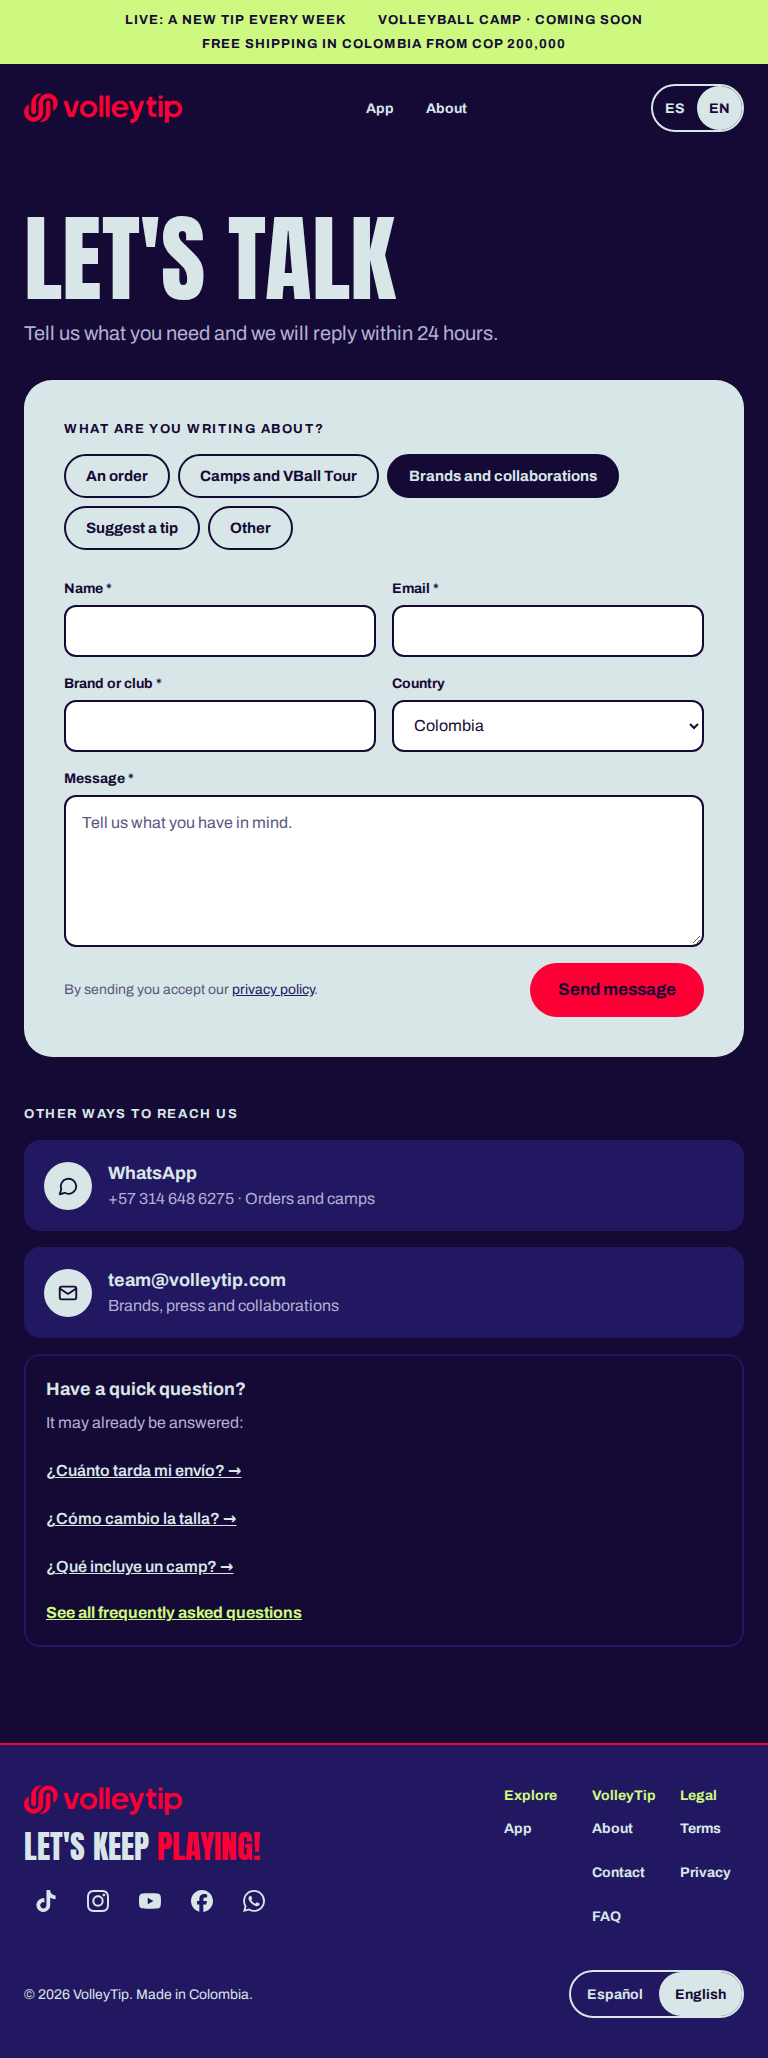 LIVE: A NEW TIP EVERY WEEK VOLLEYBALL CAMP · COMING SOON
FREE SHIPPING IN COLOMBIA FROM COP 200,000
volleytip App About ES EN
LET'S TALK
Tell us what you need and we will reply within 24 hours.
WHAT ARE YOU WRITING ABOUT?
An order Camps and VBall Tour Brands and collaborations
Suggest a tip Other
Name * Email *
Brand or club * Country
Colombia
Message *
Tell us what you have in mind.
By sending you accept our privacy policy. Send message
OTHER WAYS TO REACH US
WhatsApp
+57 314 648 6275 · Orders and camps
team@volleytip.com
Brands, press and collaborations
Have a quick question?
It may already be answered:
¿Cuánto tarda mi envío? →
¿Cómo cambio la talla? →
¿Qué incluye un camp? →
See all frequently asked questions
volleytip Explore VolleyTip Legal
LET'S KEEP PLAYING! App About Terms
Contact Privacy
FAQ
© 2026 VolleyTip. Made in Colombia. Español English